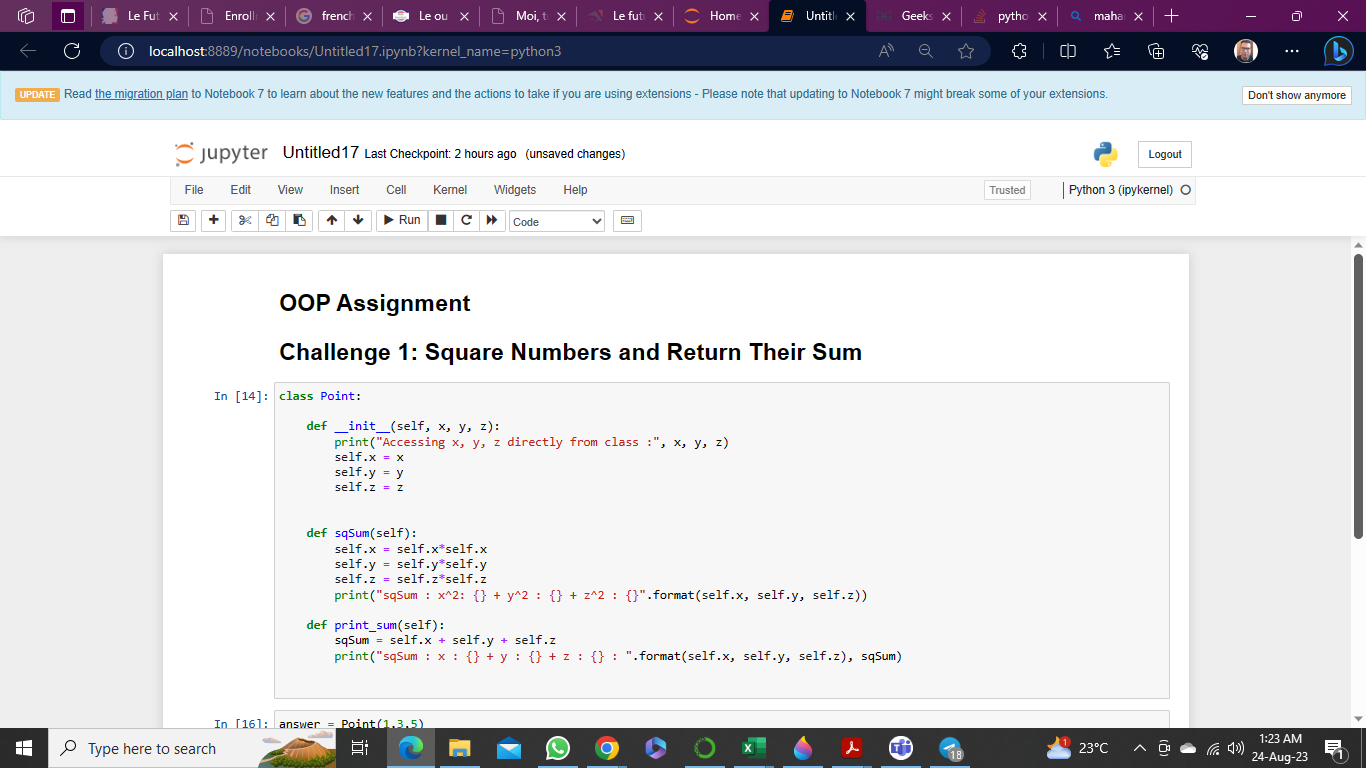 Le Fut
Enroll
french
Le ou
Moi, t
Le fut
Home
Untitl
Geeks
pytho
maha
localhost:8889/notebooks/Untitled17.ipynb?kernel_name=python3
UPDATE Read the migration plan to Notebook 7 to learn about the new features and the actions to take if you are using extensions - Please note that updating to Notebook 7 might break some of your extensions.
Don't show anymore
jupyter Untitled17 Last Checkpoint: 2 hours ago (unsaved changes)
Logout
File Edit View Insert Cell Kernel Widgets Help
Trusted
Python 3 (ipykernel)
Run
Code
OOP Assignment
Challenge 1: Square Numbers and Return Their Sum
In [14]: class Point:
def __init__(self, x, y, z):
print("Accessing x, y, z directly from class :", x, y, z)
self.x = x
self.y = y
self.z = z
def sqSum(self):
self.x = self.x*self.x
self.y = self.y*self.y
self.z = self.z*self.z
print("sqSum : x^2: {} + y^2 : {} + z^2 : {}".format(self.x, self.y, self.z))
def print_sum(self):
sqSum = self.x + self.y + self.z
print("sqSum : x : {} + y : {} + z : {} : ".format(self.x, self.y, self.z), sqSum)
In [16]: answer = Point(1,3,5)
Type here to search
18
1
23°C
1:23 AM
24-Aug-23
1